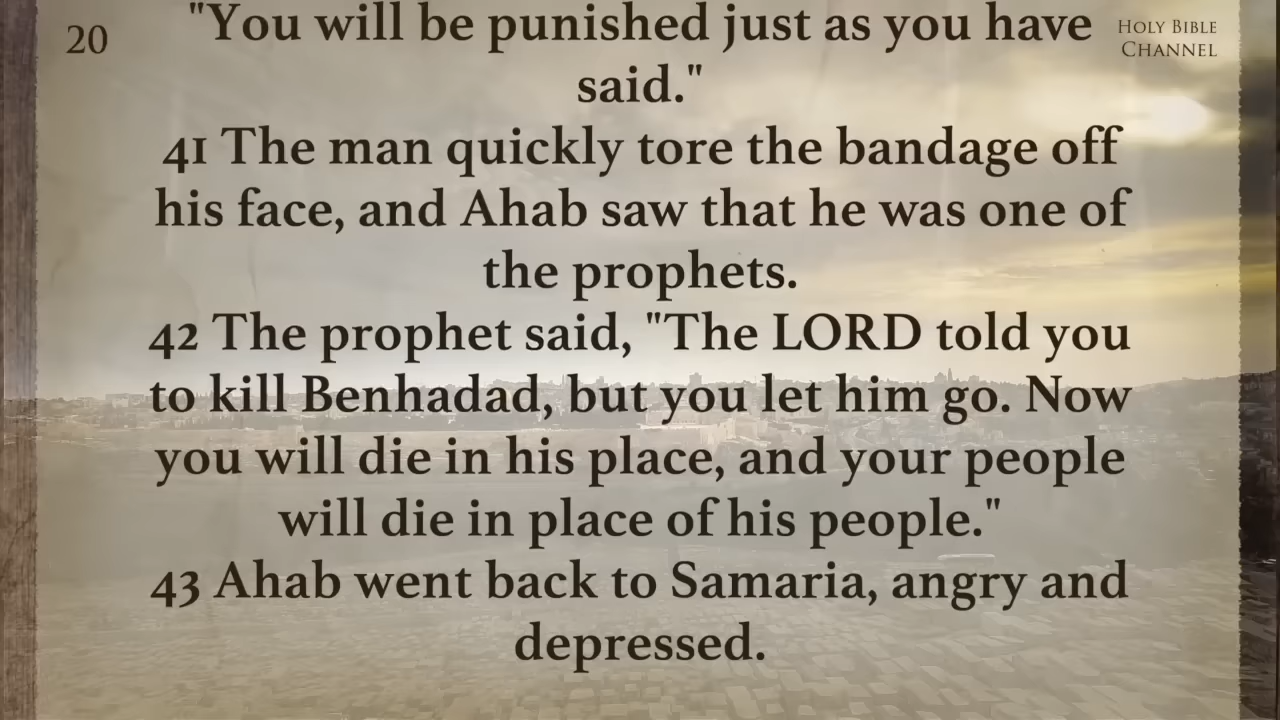 20
HOLY BIBLE
CHANNEL
"You will be punished just as you have
said."
41 The man quickly tore the bandage off
his face, and Ahab saw that he was one of
the prophets.
42 The prophet said, "The LORD told you
to kill Benhadad, but you let him go. Now
you will die in his place, and your people
will die in place of his people."
43 Ahab went back to Samaria, angry and
depressed.